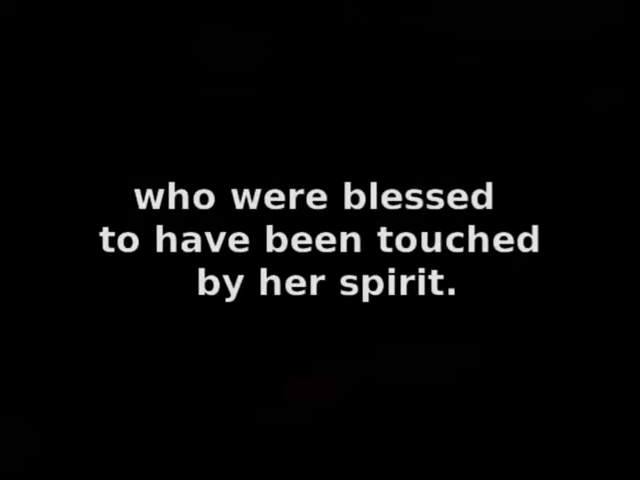 who were blessed
to have been touched
by her spirit.